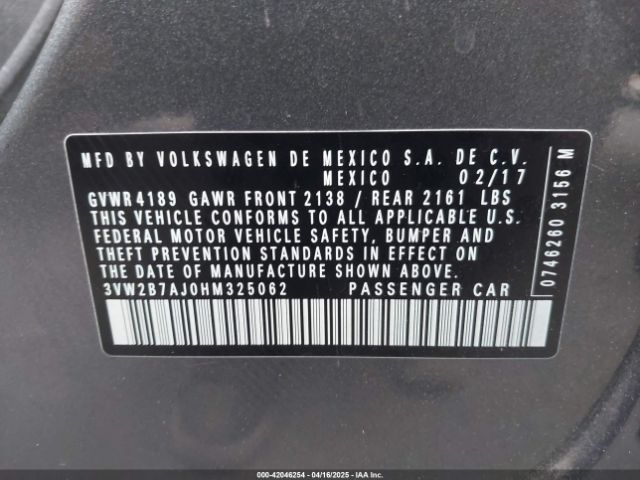 MFD BY VOLKSWAGEN DE MEXICO S.A. DE C.V.
MEXICO 02/17
GVWR 4189 GAWR FRONT 2138 / REAR 2161 LBS
THIS VEHICLE CONFORMS TO ALL APPLICABLE U.S.
FEDERAL MOTOR VEHICLE SAFETY, BUMPER AND
THEFT PREVENTION STANDARDS IN EFFECT ON
THE DATE OF MANUFACTURE SHOWN ABOVE.
3VW2B7AJ0HM325062 PASSENGER CAR
0746260 3156 M
000-42046254 - 04/16/2025 - IAA Inc.